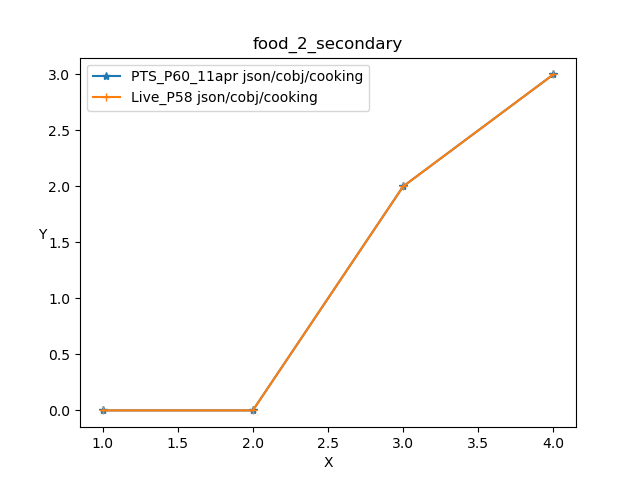 food_2_secondary
PTS_P60_11apr json/cobj/cooking
Live_P58 json/cobj/cooking
3.0
2.5
2.0
1.5
1.0
0.5
0.0
Y
1.0 1.5 2.0 2.5 3.0 3.5 4.0
X